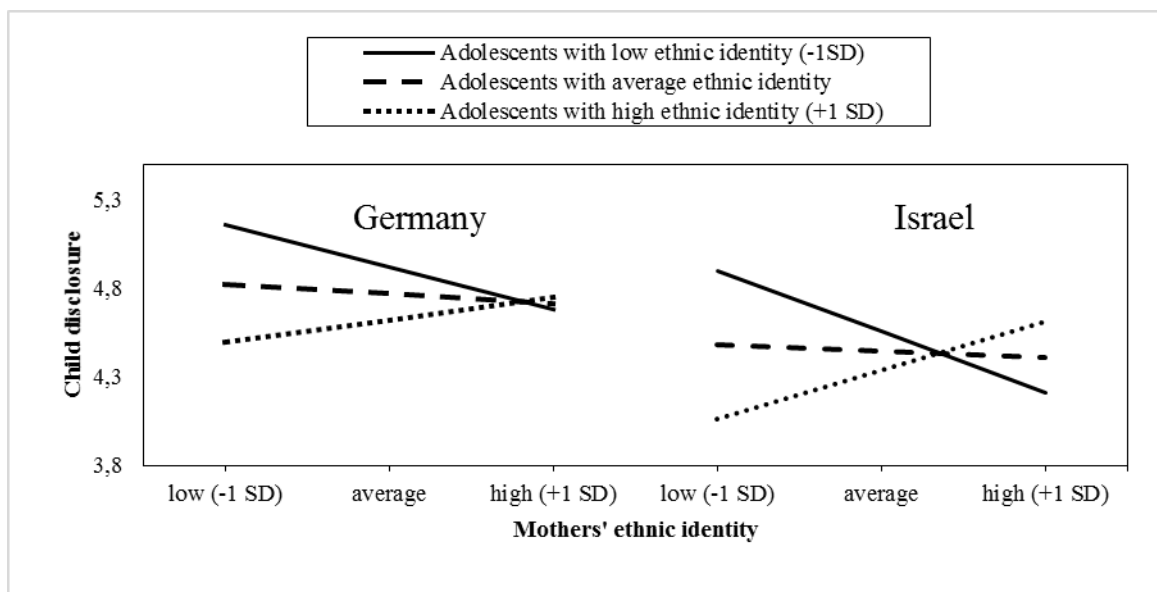 Adolescents with low ethnic identity (-1SD)
Adolescents with average ethnic identity
Adolescents with high ethnic identity (+1 SD)
Germany
Israel
Child disclosure
5,3
4,8
4,3
3,8
low (-1 SD)
average
high (+1 SD)
low (-1 SD)
average
high (+1 SD)
Mothers' ethnic identity